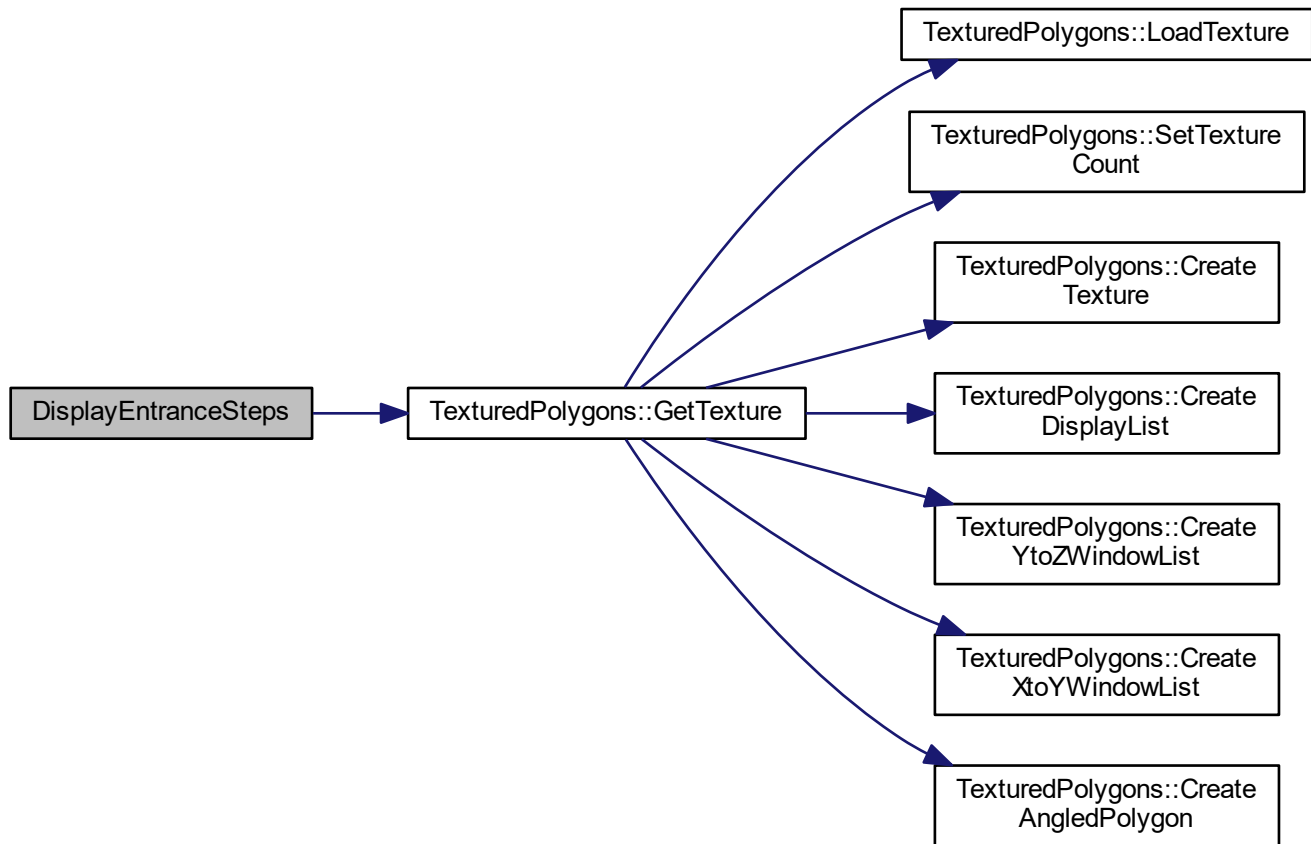 DisplayEntranceSteps
TexturedPolygons::GetTexture
TexturedPolygons::LoadTexture
TexturedPolygons::SetTexture
Count
TexturedPolygons::Create
Texture
TexturedPolygons::Create
DisplayList
TexturedPolygons::Create
YtoZWindowList
TexturedPolygons::Create
XtoYWindowList
TexturedPolygons::Create
AngledPolygon